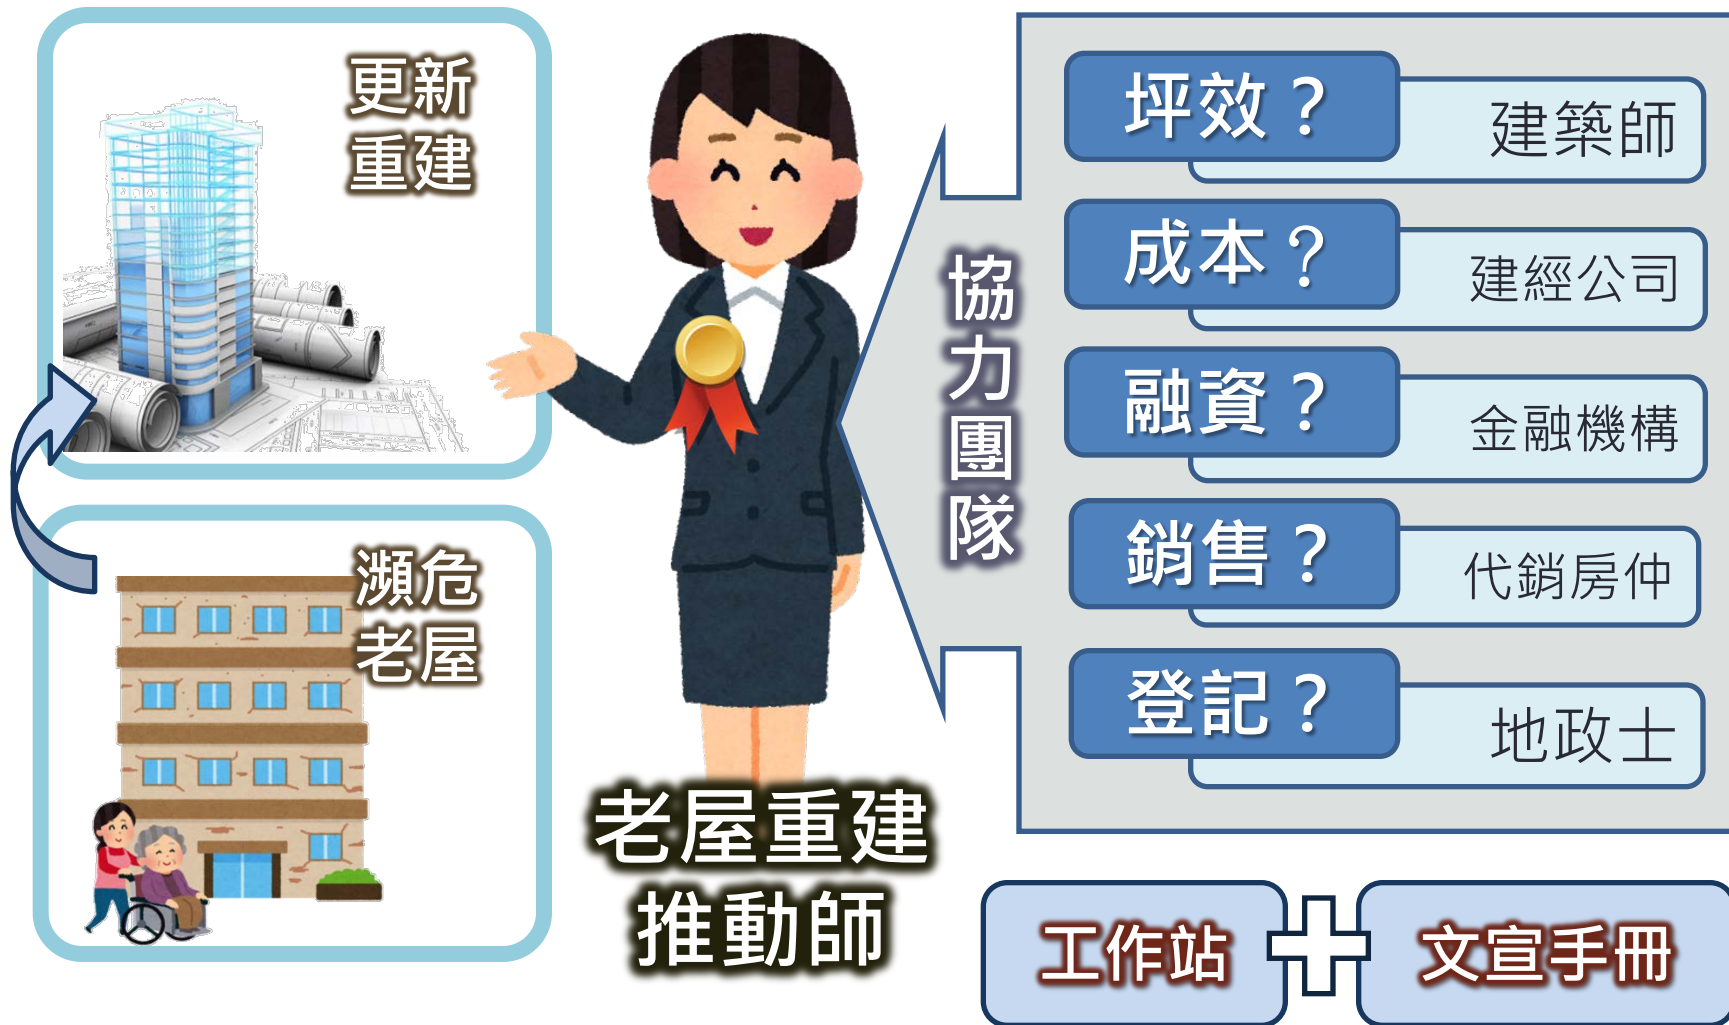 更新
重建
瀕危
老屋
老屋重建
推動師
協力團隊
坪效？
建築師
成本？
建經公司
融資？
金融機構
銷售？
代銷房仲
登記？
地政士
工作站
文宣手冊